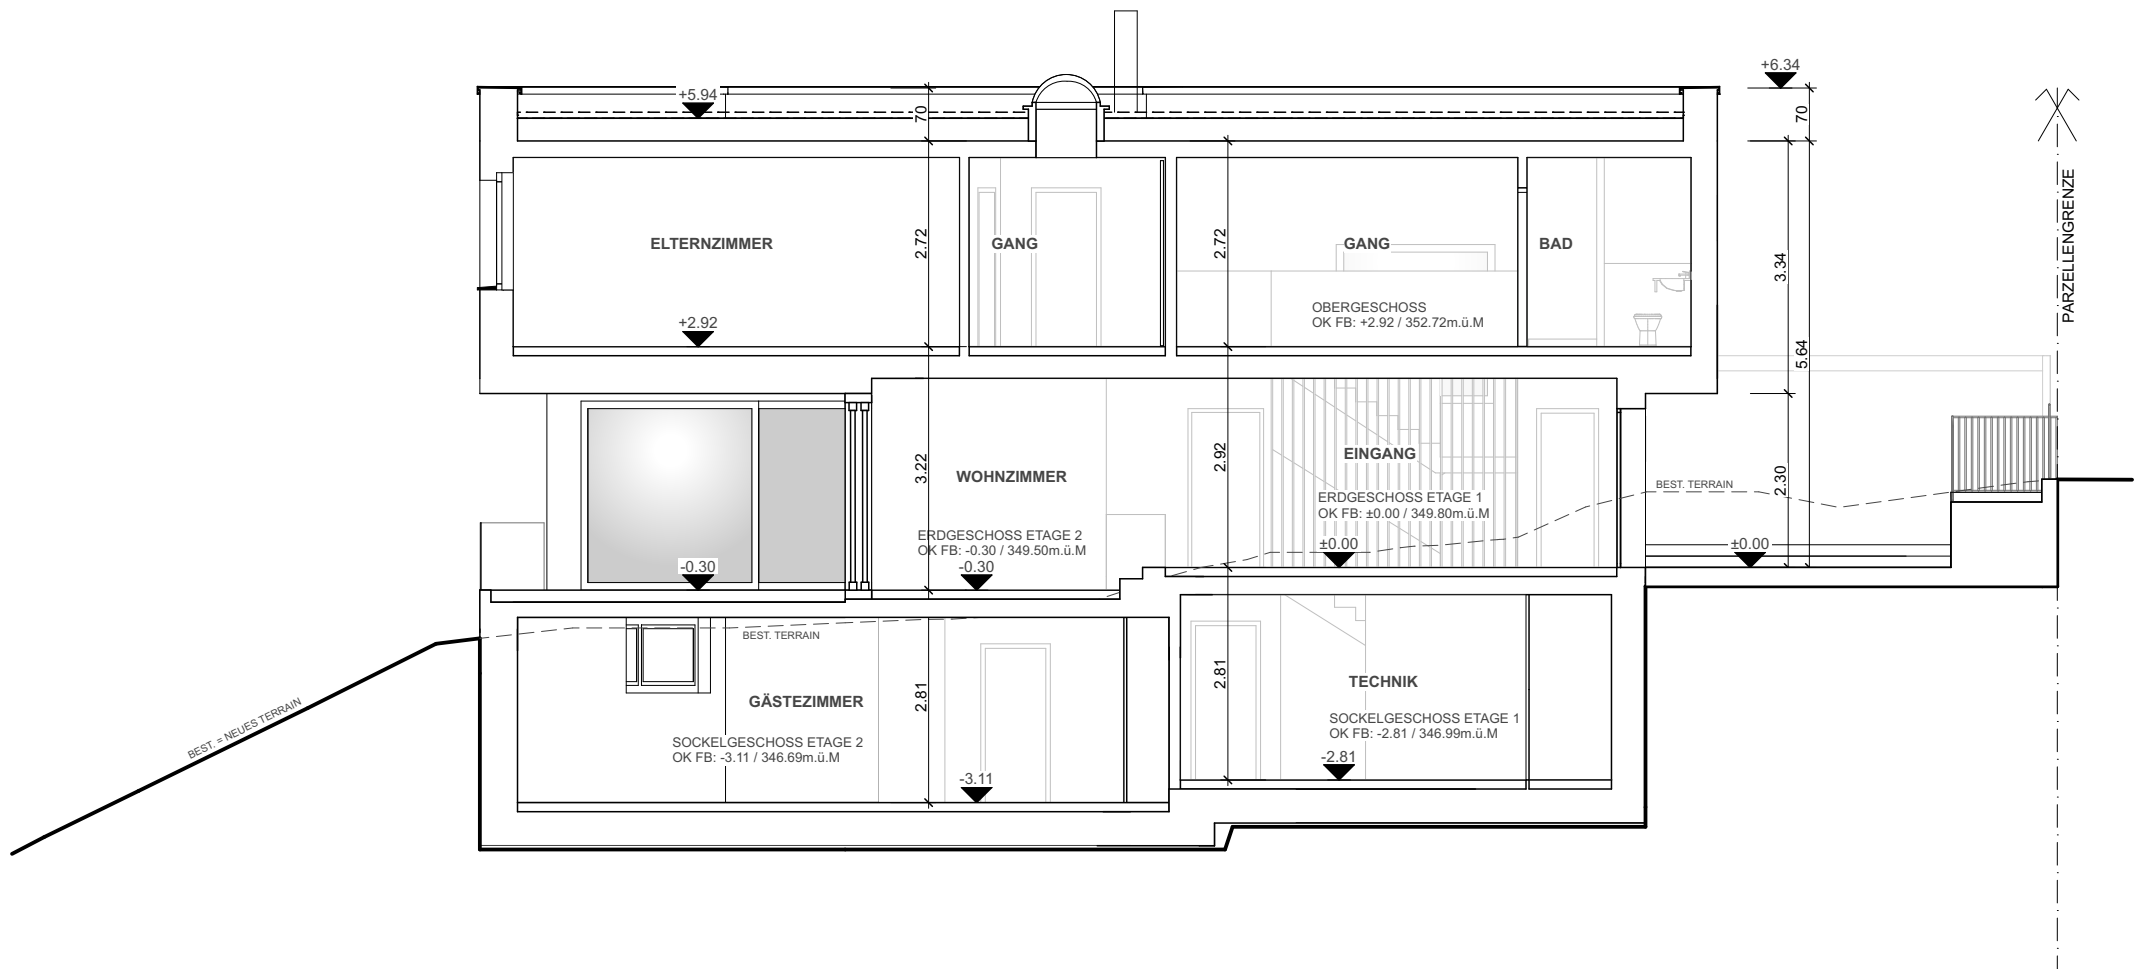 +6.34
+5.94
70
70
PARZELLENGRENZE
ELTERNZIMMER
2.72
GANG
2.72
GANG
BAD
3.34
OBERGESCHOSS
OK FB: +2.92 / 352.72m.ü.M
+2.92
5.64
WOHNZIMMER
3.22
2.92
EINGANG
2.30
BEST. TERRAIN
ERDGESCHOSS ETAGE 1
OK FB: ±0.00 / 349.80m.ü.M
ERDGESCHOSS ETAGE 2
OK FB: -0.30 / 349.50m.ü.M
±0.00
±0.00
-0.30
-0.30
BEST. TERRAIN
BEST. = NEUES TERRAIN
GÄSTEZIMMER
2.81
2.81
TECHNIK
SOCKELGESCHOSS ETAGE 1
OK FB: -2.81 / 346.99m.ü.M
SOCKELGESCHOSS ETAGE 2
OK FB: -3.11 / 346.69m.ü.M
-2.81
-3.11